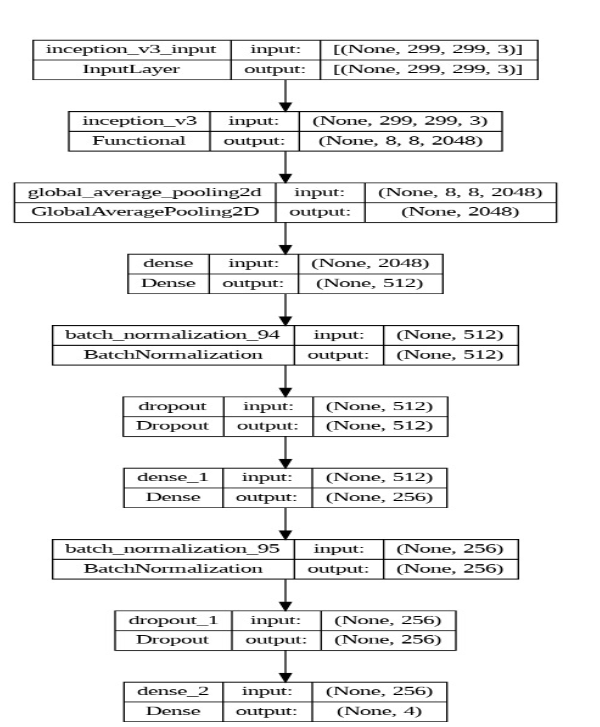 inception_v3_input input: [(None, 299, 299, 3)]
InputLayer output: [(None, 299, 299, 3)]
inception_v3 input: (None, 299, 299, 3)
Functional output: (None, 8, 8, 2048)
global_average_pooling2d input: (None, 8, 8, 2048)
GlobalAveragePooling2D output: (None, 2048)
dense input: (None, 2048)
Dense output: (None, 512)
batch_normalization_94 input: (None, 512)
BatchNormalization output: (None, 512)
dropout input: (None, 512)
Dropout output: (None, 512)
dense_1 input: (None, 512)
Dense output: (None, 256)
batch_normalization_95 input: (None, 256)
BatchNormalization output: (None, 256)
dropout_1 input: (None, 256)
Dropout output: (None, 256)
dense_2 input: (None, 256)
Dense output: (None, 4)